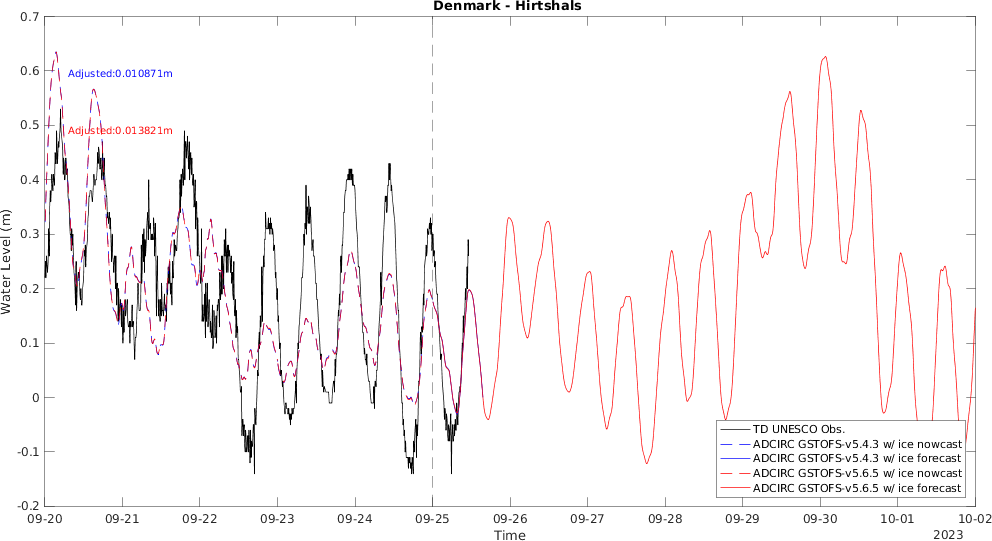 Denmark - Hirtshals
0.7
0.6
0.5
0.4
0.3
0.2
0.1
0
-0.1
-0.2
Water Level (m)
Adjusted:0.010871m
Adjusted:0.013821m
TD UNESCO Obs.
ADCIRC GSTOFS-v5.4.3 w/ ice nowcast
ADCIRC GSTOFS-v5.4.3 w/ ice forecast
ADCIRC GSTOFS-v5.6.5 w/ ice nowcast
ADCIRC GSTOFS-v5.6.5 w/ ice forecast
09-20 09-21 09-22 09-23 09-24 09-25 09-26 09-27 09-28 09-29 09-30 10-01 10-02
Time
2023